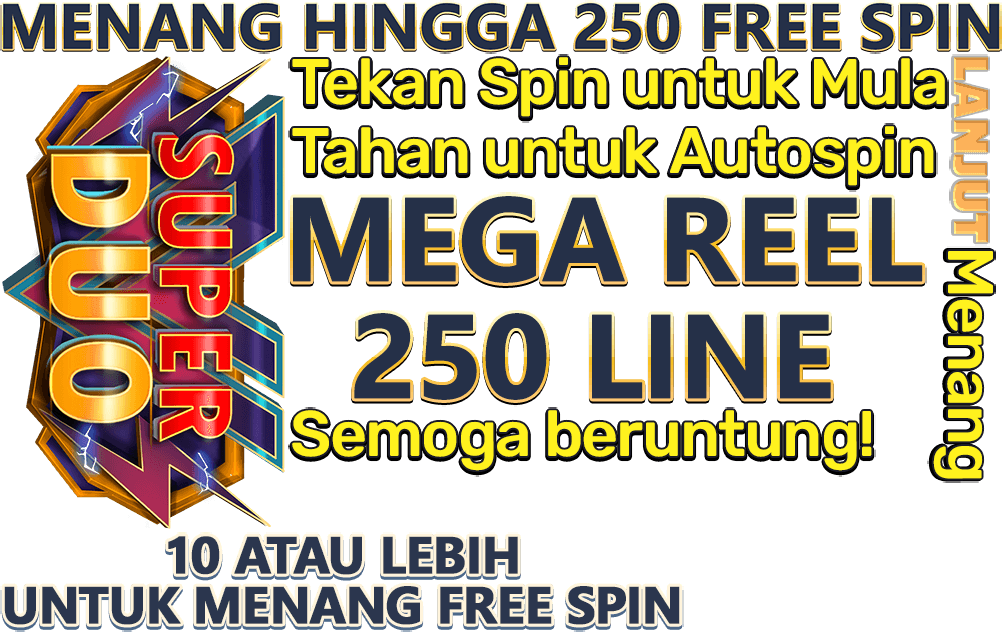 MENANG HINGGA 250 FREE SPIN
SUPER
DUO
Tekan Spin untuk Mula
Tahan untuk Autospin
LANJUT
MEGA REEL
250 LINE
Menang
Semoga beruntung!
10 ATAU LEBIH
UNTUK MENANG FREE SPIN